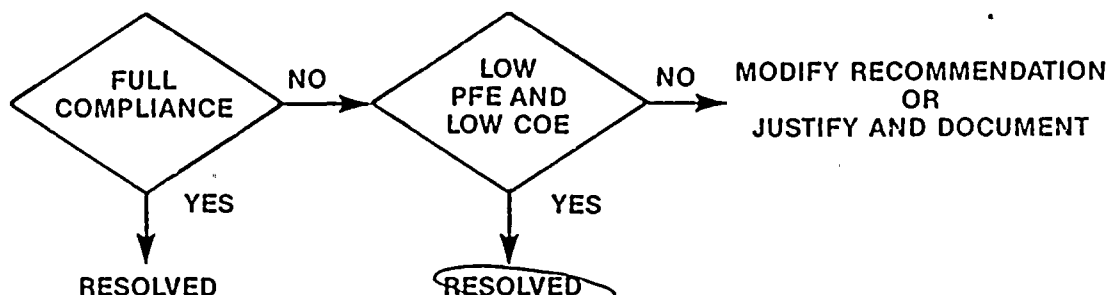 FULL
COMPLIANCE
NO
LOW
PFE AND
LOW COE
NO
MODIFY RECOMMENDATION
OR
JUSTIFY AND DOCUMENT
YES
YES
RESOLVED
RESOLVED